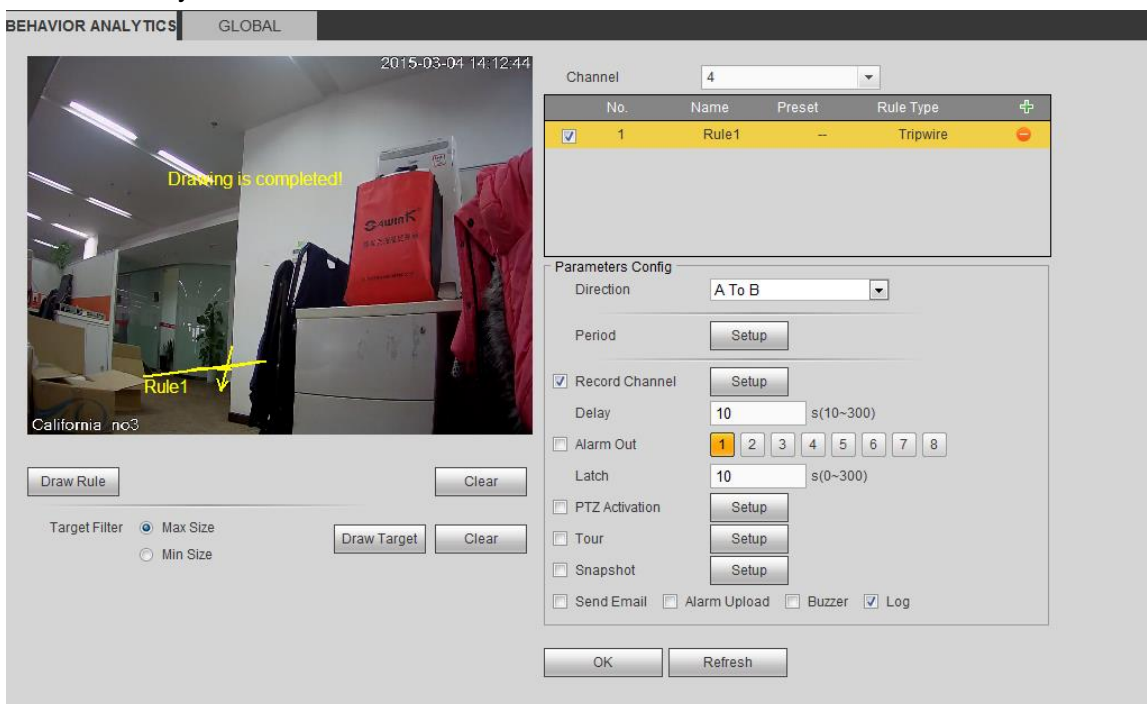 BEHAVIOR ANALYTICS GLOBAL
2015-03-04 14:12:44
Drawing is completed!
SAWINK
Rule1
California no3
Draw Rule Clear
Target Filter Max Size
Min Size
Draw Target Clear
Channel 4
No. Name Preset Rule Type
1 Rule1 -- Tripwire
Parameters Config
Direction A To B
Period Setup
Record Channel Setup
Delay 10 s(10~300)
Alarm Out 1 2 3 4 5 6 7 8
Latch 10 s(0~300)
PTZ Activation Setup
Tour Setup
Snapshot Setup
Send Email Alarm Upload Buzzer Log
OK Refresh